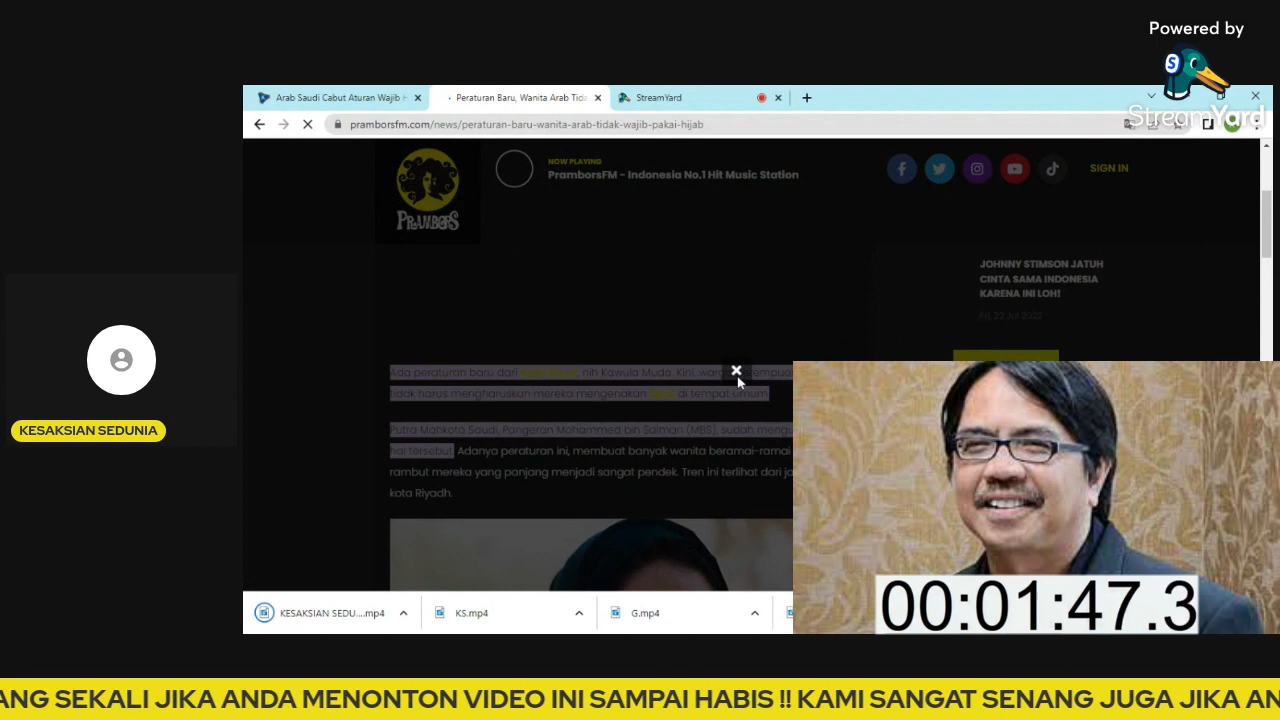 Powered by
StreamYard
Arab Saudi Cabut Aturan Wajib H
Peraturan Baru, Wanita Arab Tida
StreamYard
pramborsfm.com/news/peraturan-baru-wanita-arab-tidak-wajib-pakai-hijab
PRAMBORS
NOW PLAYING
PramborsFM - Indonesia No.1 Hit Music Station
SIGN IN
JOHNNY STIMSON JATUH
CINTA SAMA INDONESIA
KARENA INI LOH!
Fri, 22 Jul 2022
Ada peraturan baru dari nih Kawula Muda. Kini, warga
tidak harus mengharuskan mereka mengenakan di tempat umum.
Putra Mahkota Saudi, Pangeran Mohammed bin Salman (MBS), sudah
hal tersebut. Adanya peraturan ini, membuat banyak wanita beramai-ramai
rambut mereka yang panjang menjadi sangat pendek. Tren ini terlihat dari
kota Riyadh.
KESAKSIAN SEDUNIA
00:01:47.3
KESAKSIAN SEDU....mp4
KS.mp4
G.mp4
ANG SEKALI JIKA ANDA MENONTON VIDEO INI SAMPAI HABIS !! KAMI SANGAT SENANG JUGA JIKA AN